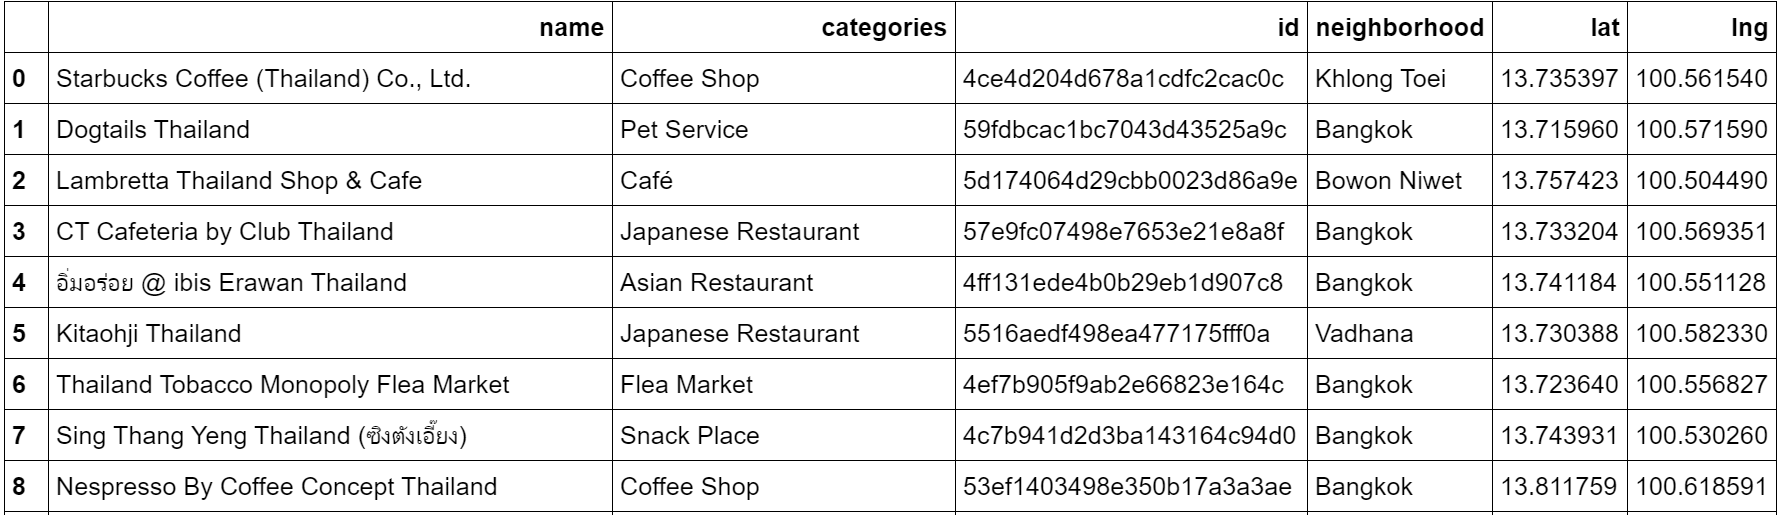 name categories id neighborhood lat lng
0 Starbucks Coffee (Thailand) Co., Ltd. Coffee Shop 4ce4d204d678a1cdfc2cac0c Khlong Toei 13.735397 100.561540
1 Dogtails Thailand Pet Service 59fdbcac1bc7043d43525a9c Bangkok 13.715960 100.571590
2 Lambretta Thailand Shop & Cafe Café 5d174064d29cbb0023d86a9e Bowon Niwet 13.757423 100.504490
3 CT Cafeteria by Club Thailand Japanese Restaurant 57e9fc07498e7653e21e8a8f Bangkok 13.733204 100.569351
4 อิ่มอร่อย @ ibis Erawan Thailand Asian Restaurant 4ff131ede4b0b29eb1d907c8 Bangkok 13.741184 100.551128
5 Kitaohji Thailand Japanese Restaurant 5516aedf498ea477175fff0a Vadhana 13.730388 100.582330
6 Thailand Tobacco Monopoly Flea Market Flea Market 4ef7b905f9ab2e66823e164c Bangkok 13.723640 100.556827
7 Sing Thang Yeng Thailand (ซิงตังเอี๊ยง) Snack Place 4c7b941d2d3ba143164c94d0 Bangkok 13.743931 100.530260
8 Nespresso By Coffee Concept Thailand Coffee Shop 53ef1403498e350b17a3a3ae Bangkok 13.811759 100.618591